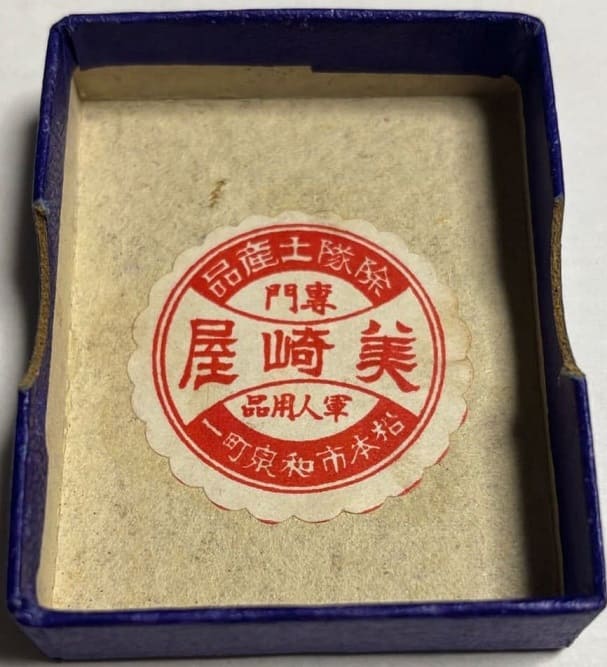 除隊土産品
專門
美崎屋
軍人用品
松本市和泉町一